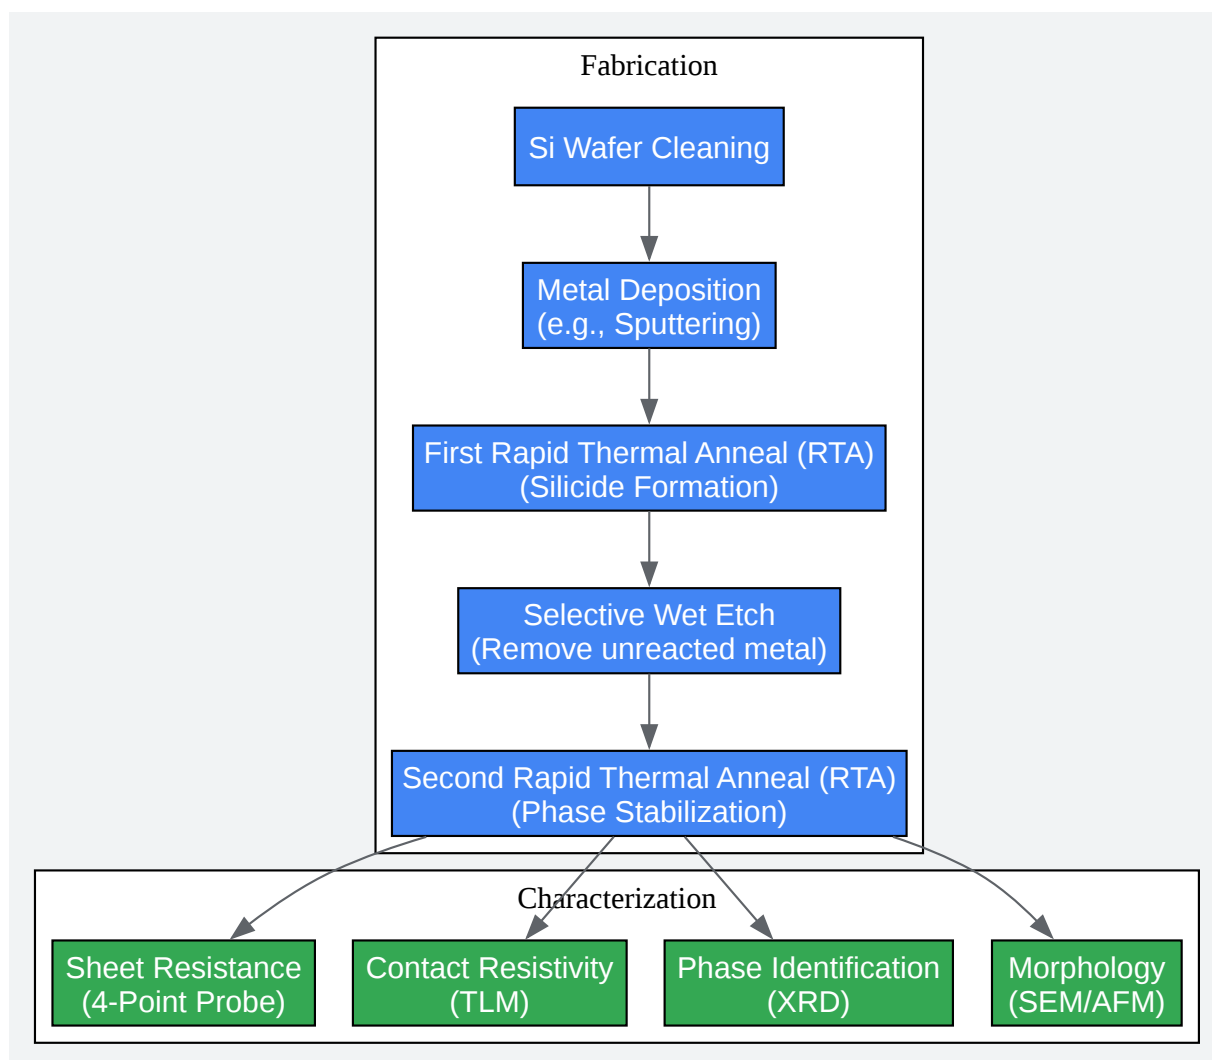 Fabrication
Si Wafer Cleaning
Metal Deposition
(e.g., Sputtering)
First Rapid Thermal Anneal (RTA)
(Silicide Formation)
Selective Wet Etch
(Remove unreacted metal)
Second Rapid Thermal Anneal (RTA)
(Phase Stabilization)
Characterization
Sheet Resistance
(4-Point Probe)
Contact Resistivity
(TLM)
Phase Identification
(XRD)
Morphology
(SEM/AFM)